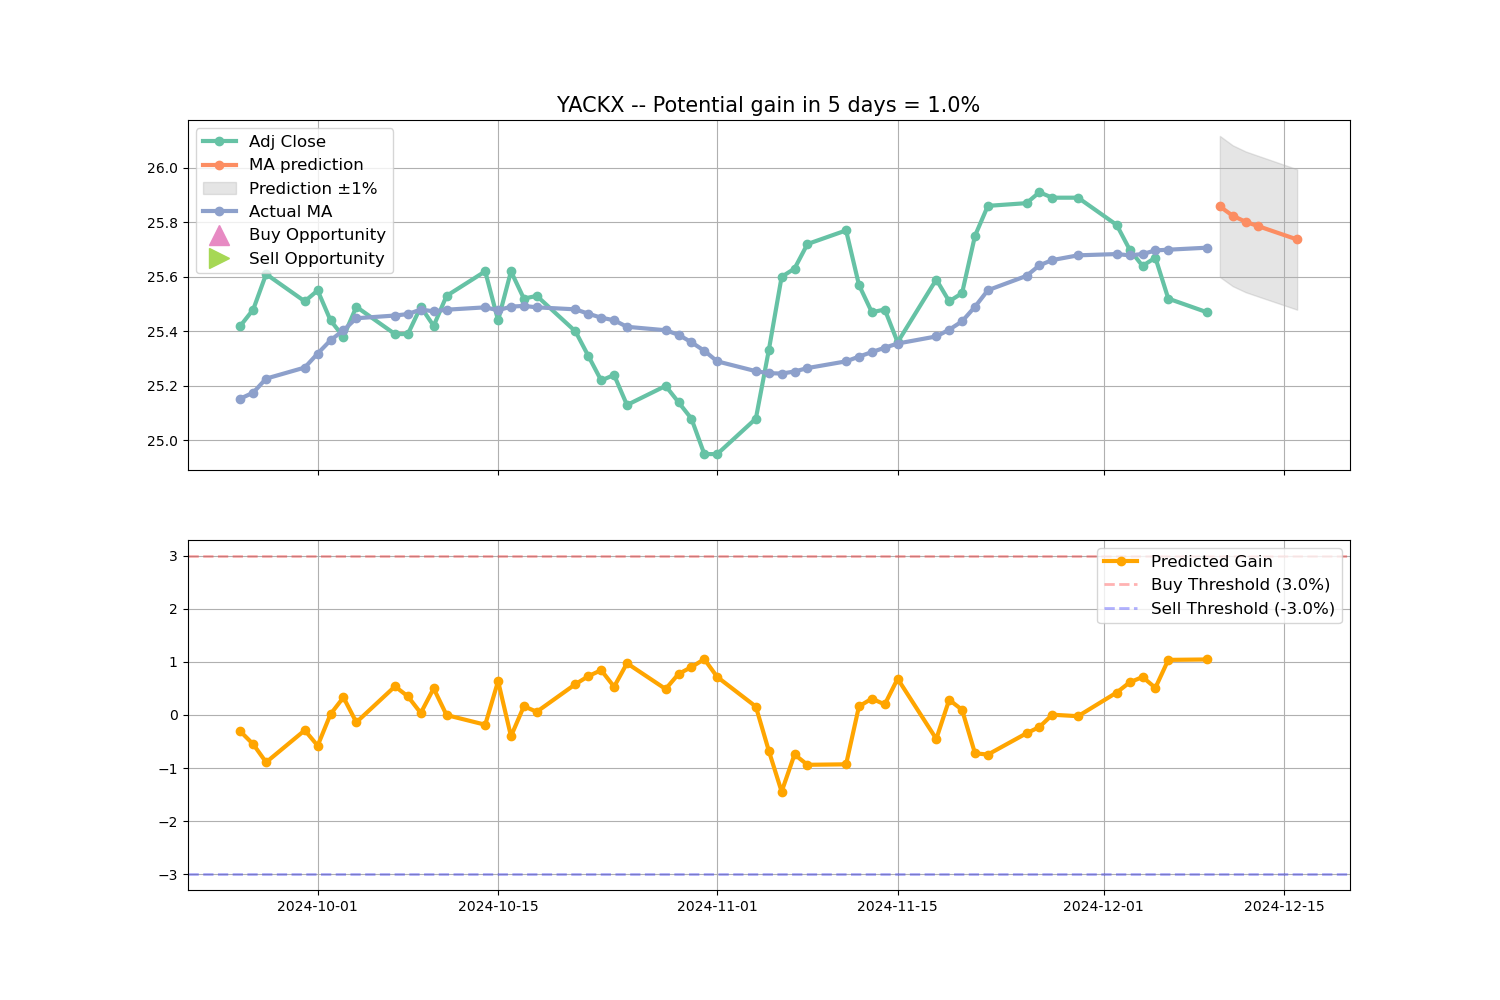 YACKX -- Potential gain in 5 days = 1.0%
Adj Close
MA prediction
Prediction ±1%
Actual MA
Buy Opportunity
Sell Opportunity
26.0
25.8
25.6
25.4
25.2
25.0
Predicted Gain
Buy Threshold (3.0%)
Sell Threshold (-3.0%)
3
2
1
0
−1
−2
−3
2024-10-01 2024-10-15 2024-11-01 2024-11-15 2024-12-01 2024-12-15